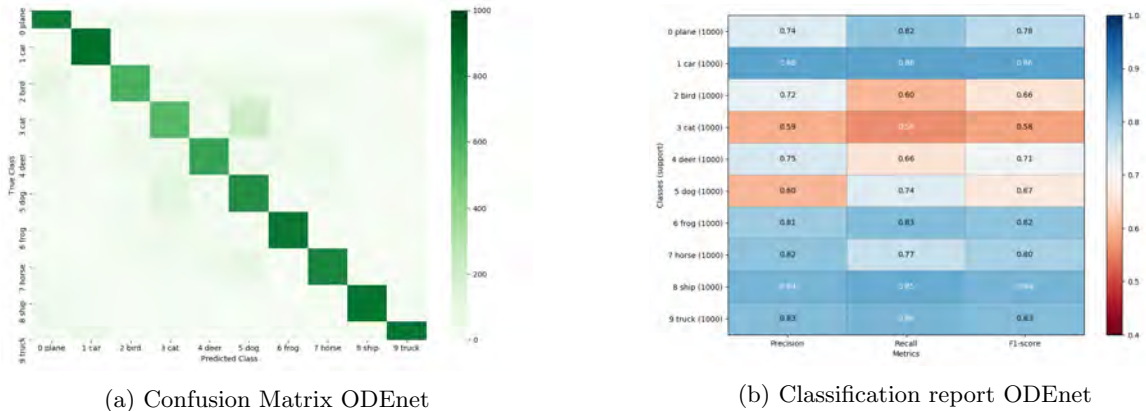 1000
800
600
400
200
0
True Class
0 plane
1 car
2 bird
3 cat
4 deer
5 dog
6 frog
7 horse
8 ship
9 truck
0 plane 1 car 2 bird 3 cat 4 deer 5 dog 6 frog 7 horse 8 ship 9 truck
Predicted Class
(a) Confusion Matrix ODEnet
Classes (support)
0 plane (1000) 0.74 0.82 0.78
1 car (1000)
2 bird (1000) 0.72 0.60 0.66
3 cat (1000) 0.59 0.56
4 deer (1000) 0.75 0.66 0.71
5 dog (1000) 0.60 0.74 0.67
6 frog (1000) 0.81 0.83 0.82
7 horse (1000) 0.82 0.77 0.80
8 ship (1000) 0.85
9 truck (1000) 0.83 0.83
Precision Recall F1-score
Metrics
1.0
0.9
0.8
0.7
0.6
0.5
0.4
(b) Classification report ODEnet